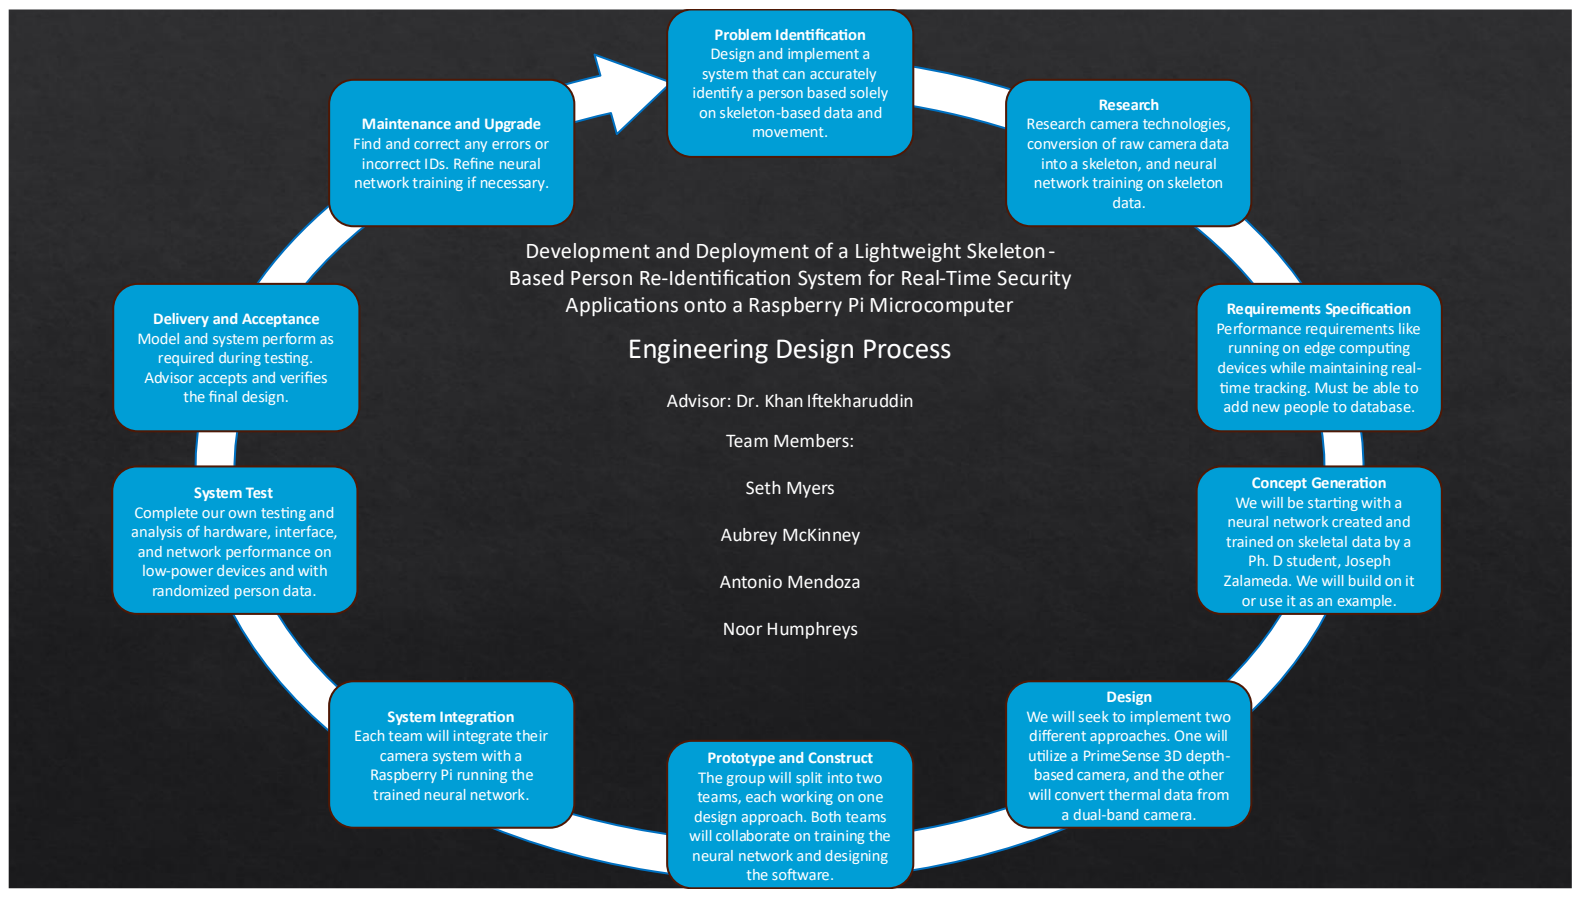 Problem Identification
Design and implement a
system that can accurately
identify a person based solely
on skeleton-based data and
movement.
Research
Research camera technologies,
conversion of raw camera data
into a skeleton, and neural
network training on skeleton
data.
Requirements Specification
Performance requirements like
running on edge computing
devices while maintaining real-
time tracking. Must be able to
add new people to database.
Concept Generation
We will be starting with a
neural network created and
trained on skeletal data by a
Ph. D student, Joseph
Zalameda. We will build on it
or use it as an example.
Design
We will seek to implement two
different approaches. One will
utilize a PrimeSense 3D depth-
based camera, and the other
will convert thermal data from
a dual-band camera.
Prototype and Construct
The group will split into two
teams, each working on one
design approach. Both teams
will collaborate on training the
neural network and designing
the software.
System Integration
Each team will integrate their
camera system with a
Raspberry Pi running the
trained neural network.
System Test
Complete our own testing and
analysis of hardware, interface,
and network performance on
low-power devices and with
randomized person data.
Delivery and Acceptance
Model and system perform as
required during testing.
Advisor accepts and verifies
the final design.
Maintenance and Upgrade
Find and correct any errors or
incorrect IDs. Refine neural
network training if necessary.
Development and Deployment of a Lightweight Skeleton-
Based Person Re-Identification System for Real-Time Security
Applications onto a Raspberry Pi Microcomputer
Engineering Design Process
Advisor: Dr. Khan Iftekharuddin
Team Members:
Seth Myers
Aubrey McKinney
Antonio Mendoza
Noor Humphreys